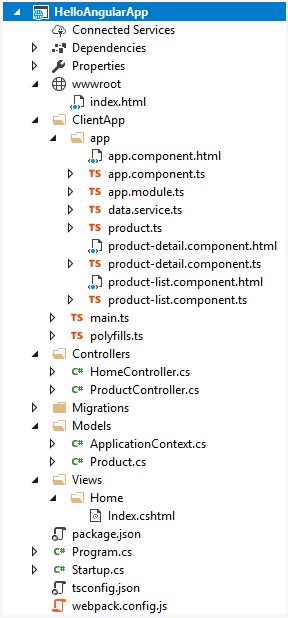 HelloAngularApp
Connected Services
Dependencies
Properties
wwwroot
index.html
ClientApp
app
app.component.html
TS app.component.ts
TS app.module.ts
TS data.service.ts
TS product.ts
product-detail.component.html
TS product-detail.component.ts
product-list.component.html
TS product-list.component.ts
TS main.ts
TS polyfills.ts
Controllers
C# HomeController.cs
C# ProductController.cs
Migrations
Models
C# ApplicationContext.cs
C# Product.cs
Views
Home
Index.cshtml
package.json
C# Program.cs
C# Startup.cs
tsconfig.json
webpack.config.js